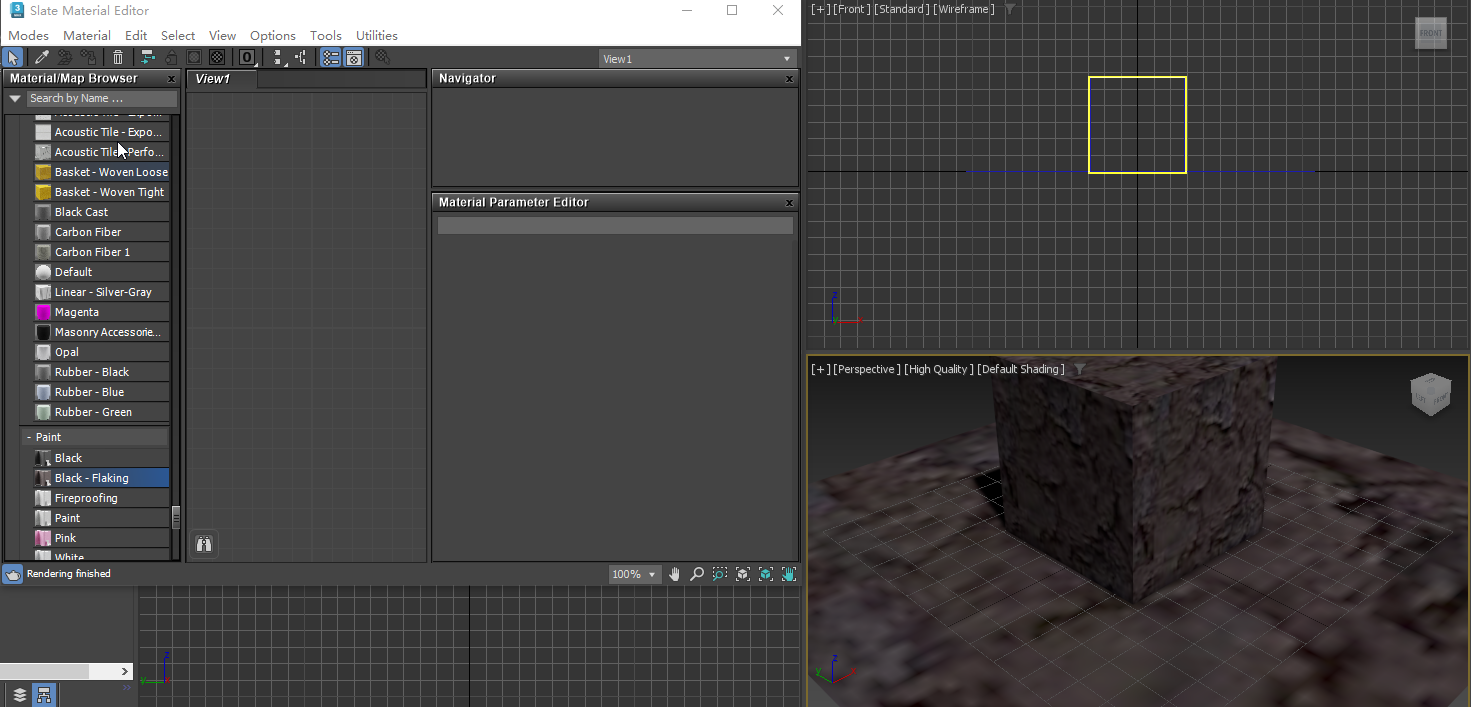 Slate Material Editor
Modes Material Edit Select View Options Tools Utilities
0
View1
Material/Map Browser
Search by Name ...
Acoustic Tile - Expo...
Acoustic Tile - Perfo...
Basket - Woven Loose
Basket - Woven Tight
Black Cast
Carbon Fiber
Carbon Fiber 1
Default
Linear - Silver-Gray
Magenta
Masonry Accessorie...
Opal
Rubber - Black
Rubber - Blue
Rubber - Green
- Paint
Black
Black - Flaking
Fireproofing
Paint
Pink
White
View1
Navigator
Material Parameter Editor
Rendering finished
100%
[+] [Front ] [Standard ] [Wireframe ]
FRONT
z
[+] [Perspective ] [High Quality ] [Default Shading ]
z
y
z
y